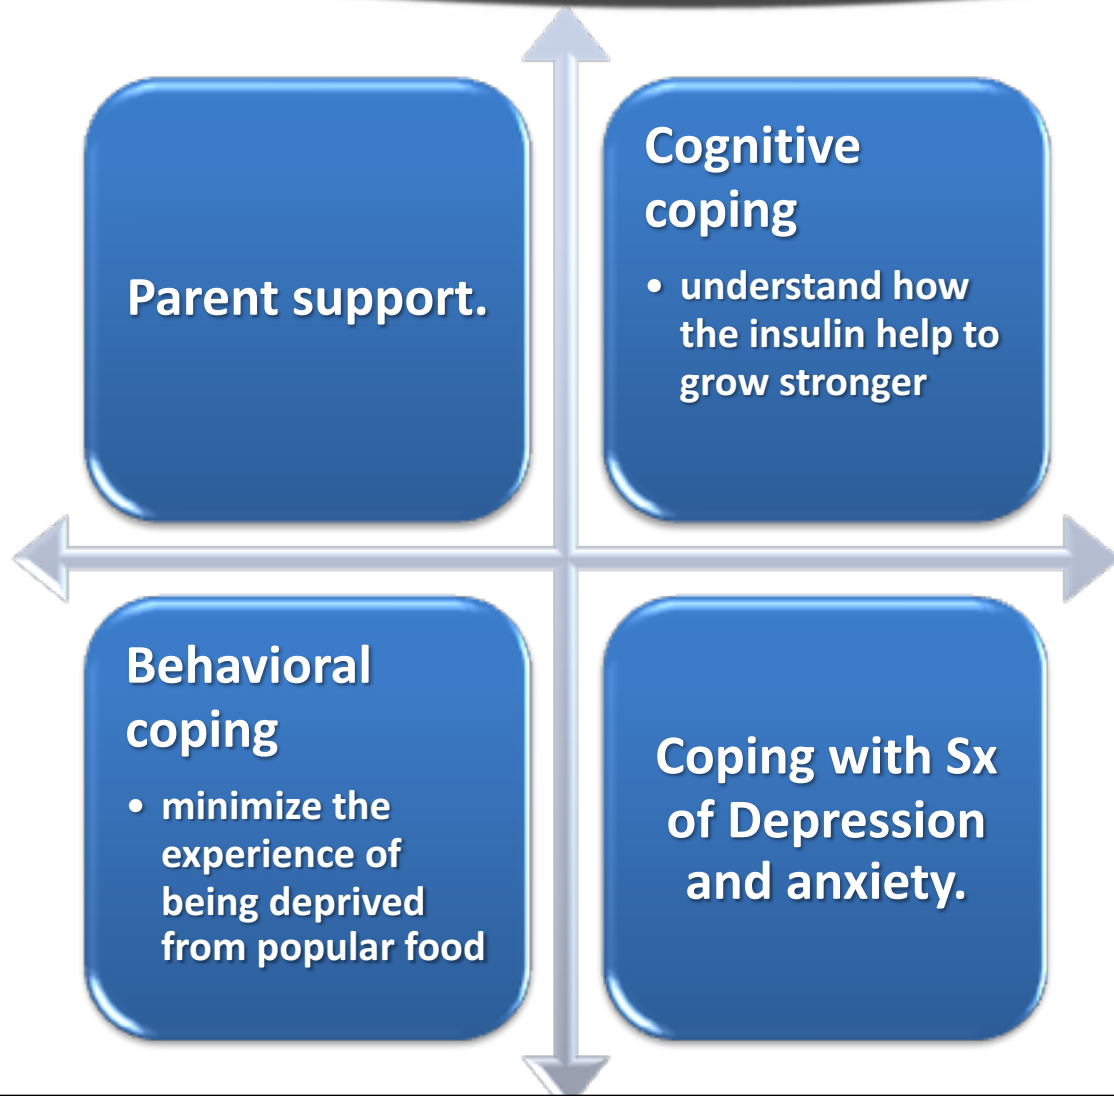 Parent support.
Cognitive
coping
• understand how
the insulin help to
grow stronger
Behavioral
coping
• minimize the
experience of
being deprived
from popular food
Coping with Sx
of Depression
and anxiety.